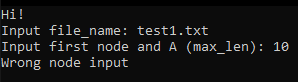 Hi!
Input file_name: test1.txt
Input first node and A (max_len): 10
Wrong node input